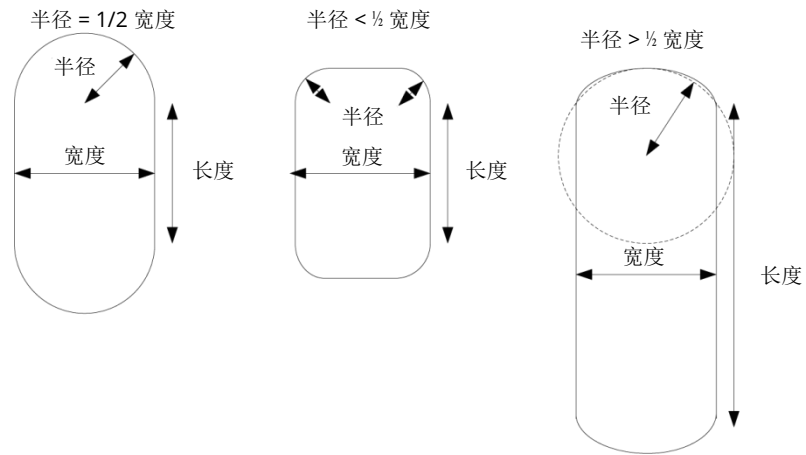 半径 = 1/2 宽度
半径
宽度
长度
半径 < ½ 宽度
半径
宽度
长度
半径 > ½ 宽度
半径
宽度
长度